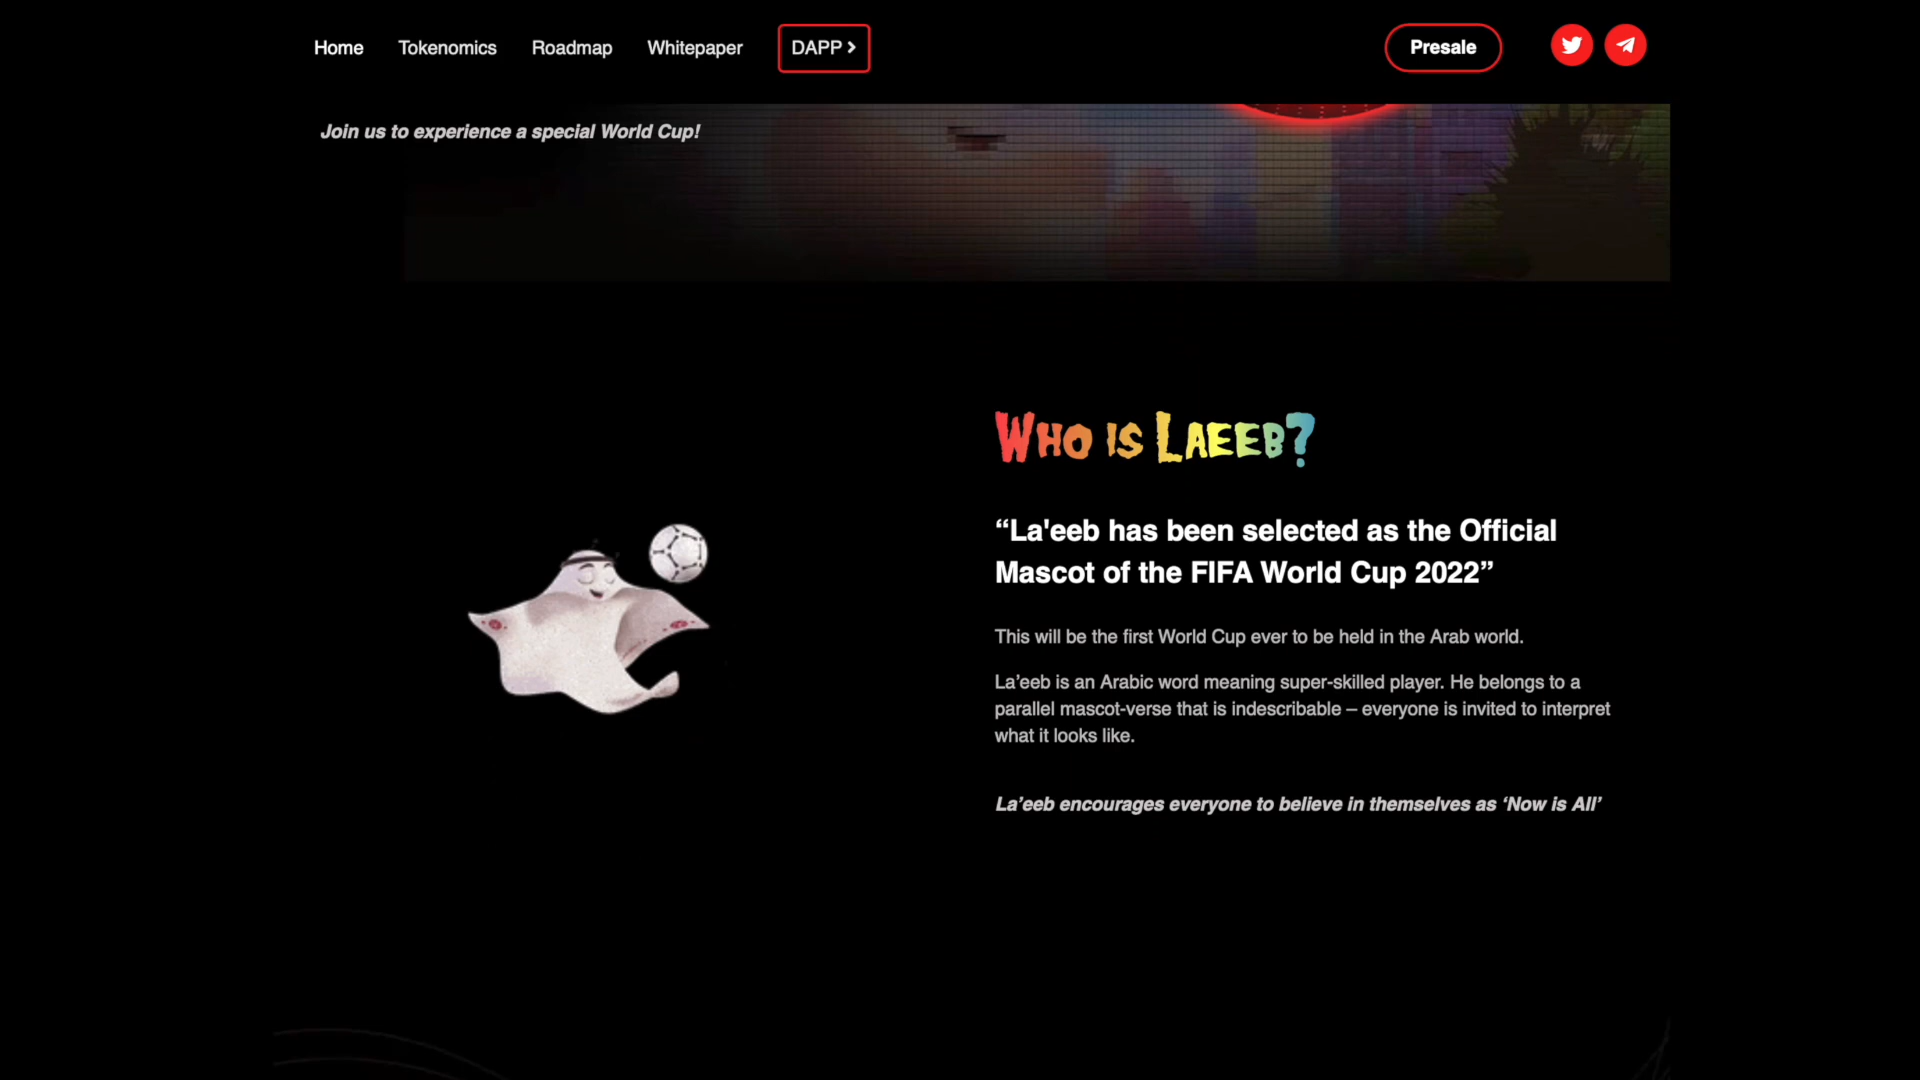 Home Tokenomics Roadmap Whitepaper DAPP Presale
Join us to experience a special World Cup!
WHO IS LAEEB?
“La'eeb has been selected as the Official
Mascot of the FIFA World Cup 2022”
This will be the first World Cup ever to be held in the Arab world.
La’eeb is an Arabic word meaning super-skilled player. He belongs to a
parallel mascot-verse that is indescribable – everyone is invited to interpret
what it looks like.
La’eeb encourages everyone to believe in themselves as ‘Now is All’